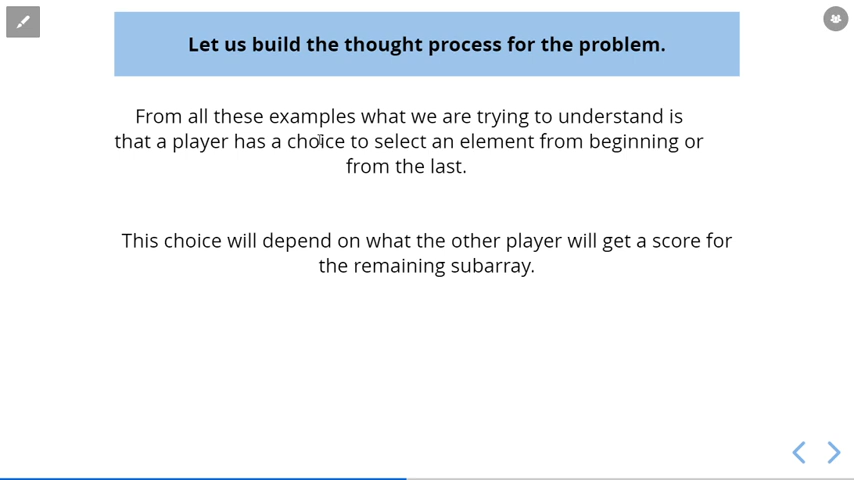 Let us build the thought process for the problem.
From all these examples what we are trying to understand is
that a player has a choice to select an element from beginning or
from the last.
This choice will depend on what the other player will get a score for
the remaining subarray.